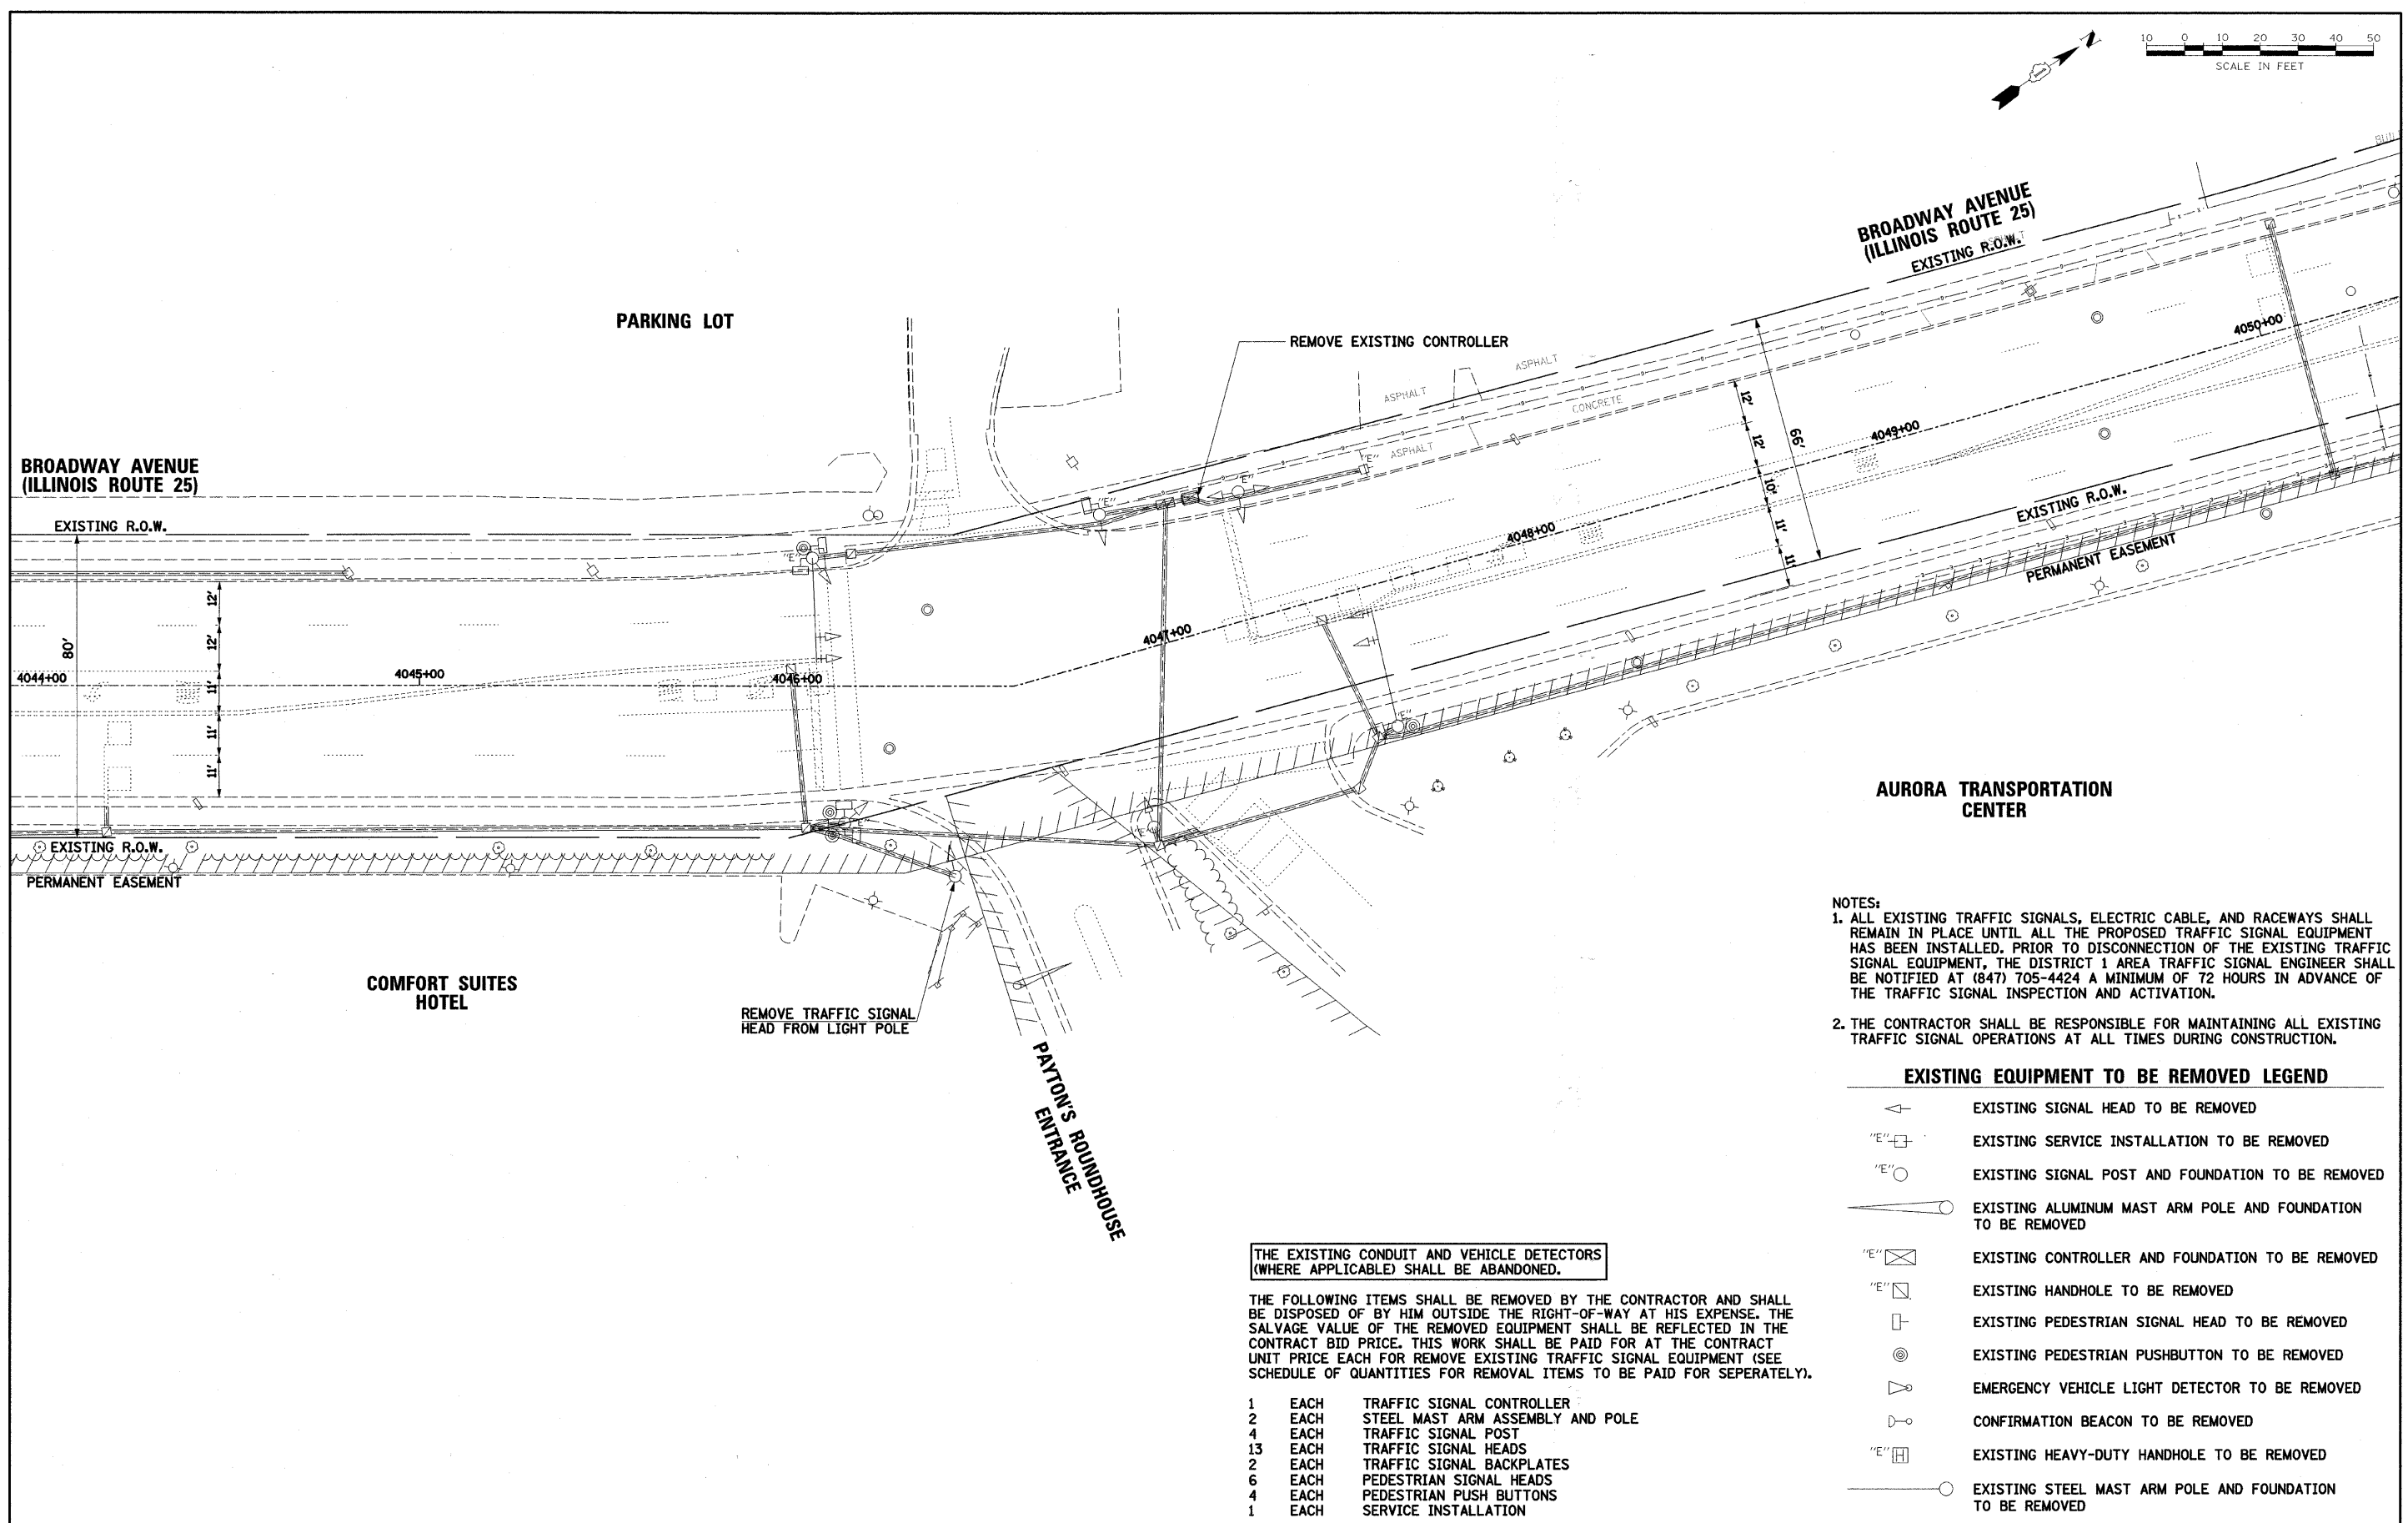 N
10 0 10 20 30 40 50
SCALE IN FEET
BROADWAY AVENUE
(ILLINOIS ROUTE 25)
EXISTING R.O.W.
PARKING LOT
REMOVE EXISTING CONTROLLER
ASPHALT
ASPHALT
CONCRETE
"E" ASPHALT
12'
12'
10'
11'
11'
66'
4050+00
4049+00
4048+00
4047+00
EXISTING R.O.W.
PERMANENT EASEMENT
BROADWAY AVENUE
(ILLINOIS ROUTE 25)
EXISTING R.O.W.
80'
12'
12'
11'
11'
11'
4044+00
4045+00
4046+00
"E"
"E"
"E"
"E"
"E"
EXISTING R.O.W.
PERMANENT EASEMENT
AURORA TRANSPORTATION
CENTER
COMFORT SUITES
HOTEL
REMOVE TRAFFIC SIGNAL
HEAD FROM LIGHT POLE
PAYTON'S ROUNDHOUSE
ENTRANCE
NOTES:
1. ALL EXISTING TRAFFIC SIGNALS, ELECTRIC CABLE, AND RACEWAYS SHALL
REMAIN IN PLACE UNTIL ALL THE PROPOSED TRAFFIC SIGNAL EQUIPMENT
HAS BEEN INSTALLED. PRIOR TO DISCONNECTION OF THE EXISTING TRAFFIC
SIGNAL EQUIPMENT, THE DISTRICT 1 AREA TRAFFIC SIGNAL ENGINEER SHALL
BE NOTIFIED AT (847) 705-4424 A MINIMUM OF 72 HOURS IN ADVANCE OF
THE TRAFFIC SIGNAL INSPECTION AND ACTIVATION.
2. THE CONTRACTOR SHALL BE RESPONSIBLE FOR MAINTAINING ALL EXISTING
TRAFFIC SIGNAL OPERATIONS AT ALL TIMES DURING CONSTRUCTION.
EXISTING EQUIPMENT TO BE REMOVED LEGEND
EXISTING SIGNAL HEAD TO BE REMOVED
"E" EXISTING SERVICE INSTALLATION TO BE REMOVED
"E" EXISTING SIGNAL POST AND FOUNDATION TO BE REMOVED
EXISTING ALUMINUM MAST ARM POLE AND FOUNDATION
TO BE REMOVED
"E" EXISTING CONTROLLER AND FOUNDATION TO BE REMOVED
"E" EXISTING HANDHOLE TO BE REMOVED
EXISTING PEDESTRIAN SIGNAL HEAD TO BE REMOVED
EXISTING PEDESTRIAN PUSHBUTTON TO BE REMOVED
EMERGENCY VEHICLE LIGHT DETECTOR TO BE REMOVED
CONFIRMATION BEACON TO BE REMOVED
"E" H EXISTING HEAVY-DUTY HANDHOLE TO BE REMOVED
EXISTING STEEL MAST ARM POLE AND FOUNDATION
TO BE REMOVED
THE EXISTING CONDUIT AND VEHICLE DETECTORS
(WHERE APPLICABLE) SHALL BE ABANDONED.
THE FOLLOWING ITEMS SHALL BE REMOVED BY THE CONTRACTOR AND SHALL
BE DISPOSED OF BY HIM OUTSIDE THE RIGHT-OF-WAY AT HIS EXPENSE. THE
SALVAGE VALUE OF THE REMOVED EQUIPMENT SHALL BE REFLECTED IN THE
CONTRACT BID PRICE. THIS WORK SHALL BE PAID FOR AT THE CONTRACT
UNIT PRICE EACH FOR REMOVE EXISTING TRAFFIC SIGNAL EQUIPMENT (SEE
SCHEDULE OF QUANTITIES FOR REMOVAL ITEMS TO BE PAID FOR SEPERATELY).
1 EACH TRAFFIC SIGNAL CONTROLLER
2 EACH STEEL MAST ARM ASSEMBLY AND POLE
4 EACH TRAFFIC SIGNAL POST
13 EACH TRAFFIC SIGNAL HEADS
2 EACH TRAFFIC SIGNAL BACKPLATES
6 EACH PEDESTRIAN SIGNAL HEADS
4 EACH PEDESTRIAN PUSH BUTTONS
1 EACH SERVICE INSTALLATION